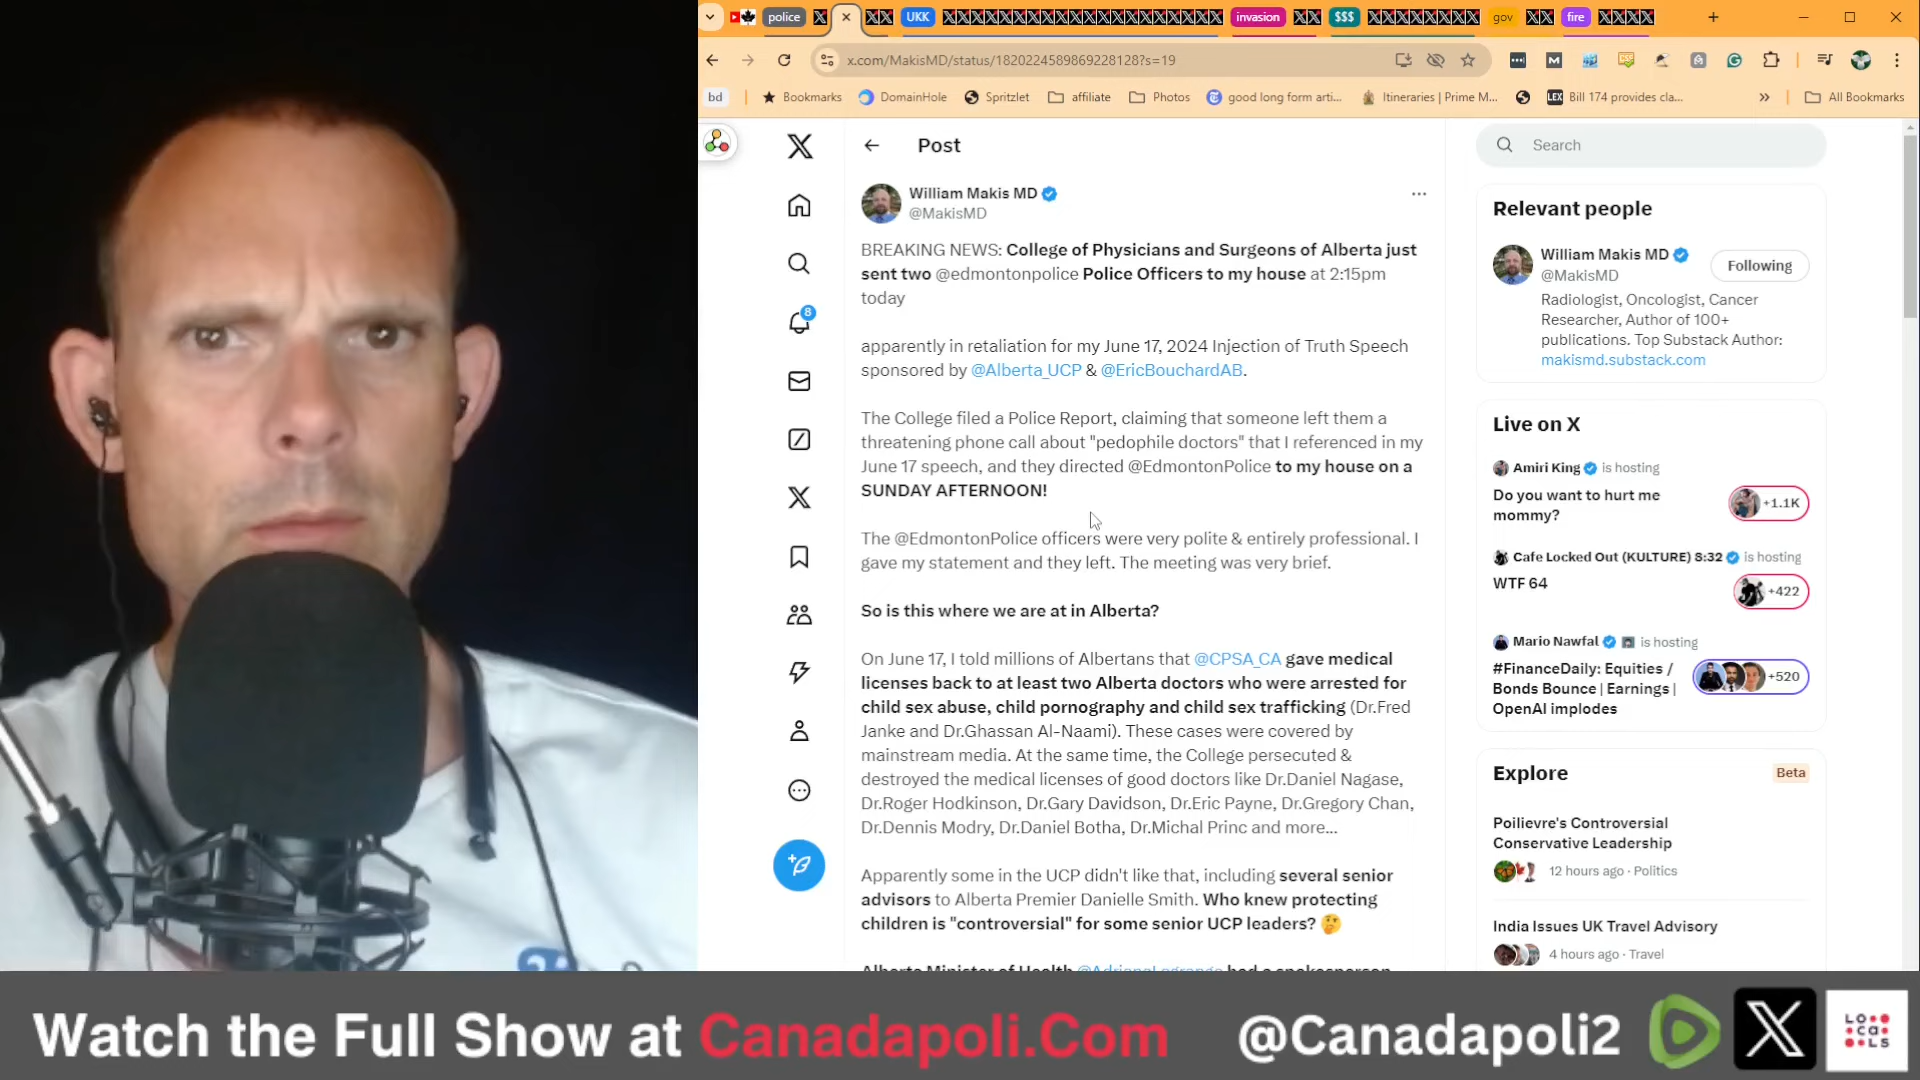 police
UKK
invasion
$$$
gov
fire
x.com/MakisMD/status/1820224589869228128?s=19
bd
Bookmarks
DomainHole
Spritzlet
affiliate
Photos
good long form arti...
Itineraries | Prime M...
LEX
Bill 174 provides cla...
All Bookmarks
Post
Search
William Makis MD
@MakisMD
BREAKING NEWS: College of Physicians and Surgeons of Alberta just
sent two @edmontonpolice Police Officers to my house at 2:15pm
today
apparently in retaliation for my June 17, 2024 Injection of Truth Speech
sponsored by @Alberta_UCP & @EricBouchardAB.
The College filed a Police Report, claiming that someone left them a
threatening phone call about "pedophile doctors" that I referenced in my
June 17 speech, and they directed @EdmontonPolice to my house on a
SUNDAY AFTERNOON!
The @EdmontonPolice officers were very polite & entirely professional. I
gave my statement and they left. The meeting was very brief.
So is this where we are at in Alberta?
On June 17, I told millions of Albertans that @CPSA_CA gave medical
licenses back to at least two Alberta doctors who were arrested for
child sex abuse, child pornography and child sex trafficking (Dr.Fred
Janke and Dr.Ghassan Al-Naami). These cases were covered by
mainstream media. At the same time, the College persecuted &
destroyed the medical licenses of good doctors like Dr.Daniel Nagase,
Dr.Roger Hodkinson, Dr.Gary Davidson, Dr.Eric Payne, Dr.Gregory Chan,
Dr.Dennis Modry, Dr.Daniel Botha, Dr.Michal Princ and more...
Apparently some in the UCP didn't like that, including several senior
advisors to Alberta Premier Danielle Smith. Who knew protecting
children is "controversial" for some senior UCP leaders?
Alberta Minister of Health @AdrianaLagrange had a spokesperson
8
Relevant people
William Makis MD
@MakisMD
Following
Radiologist, Oncologist, Cancer
Researcher, Author of 100+
publications. Top Substack Author:
makismd.substack.com
Live on X
Amiri King is hosting
Do you want to hurt me
mommy?
+1.1K
Cafe Locked Out (KULTURE) 8:32 is hosting
WTF 64
+422
Mario Nawfal is hosting
#FinanceDaily: Equities /
Bonds Bounce | Earnings |
OpenAI implodes
+520
Explore
Beta
Poilievre's Controversial
Conservative Leadership
12 hours ago · Politics
India Issues UK Travel Advisory
4 hours ago · Travel
Watch the Full Show at Canadapoli.Com
@Canadapoli2
LOCALS